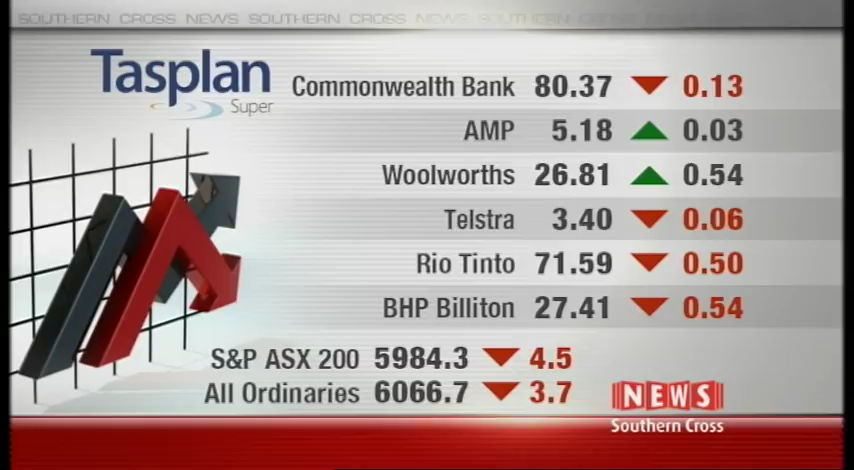 SOUTHERN CROSS NEWS SOUTHERN CROSS NEWS SOUTHERN CROSS NEWS
Tasplan
Super
Commonwealth Bank 80.37 ▼ 0.13
AMP 5.18 ▲ 0.03
Woolworths 26.81 ▲ 0.54
Telstra 3.40 ▼ 0.06
Rio Tinto 71.59 ▼ 0.50
BHP Billiton 27.41 ▼ 0.54
S&P ASX 200 5984.3 ▼ 4.5
All Ordinaries 6066.7 ▼ 3.7
NEWS
Southern Cross